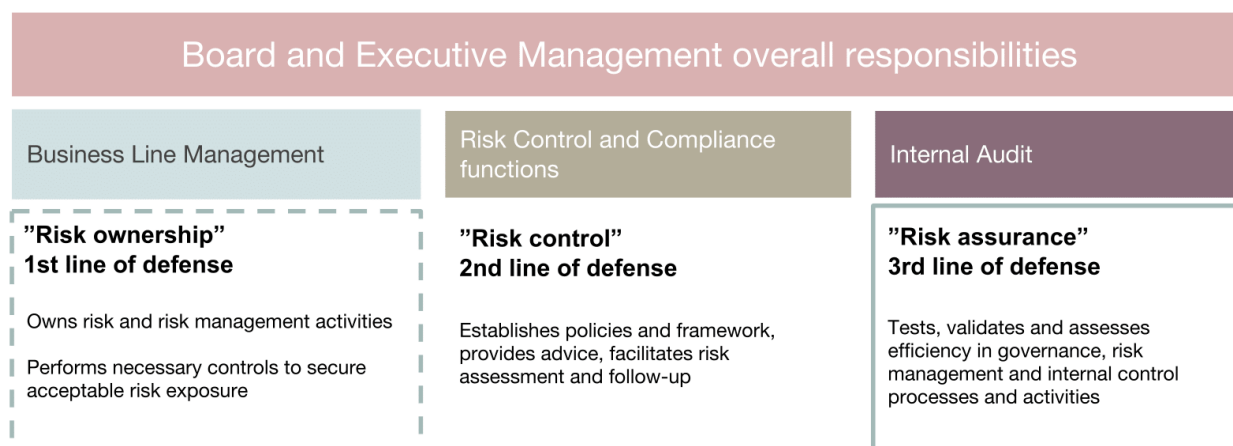 Board and Executive Management overall responsibilities
Business Line Management
Risk Control and Compliance
functions
Internal Audit
”Risk ownership”
1st line of defense
Owns risk and risk management activities
Performs necessary controls to secure
acceptable risk exposure
”Risk control”
2nd line of defense
Establishes policies and framework,
provides advice, facilitates risk
assessment and follow-up
”Risk assurance”
3rd line of defense
Tests, validates and assesses
efficiency in governance, risk
management and internal control
processes and activities